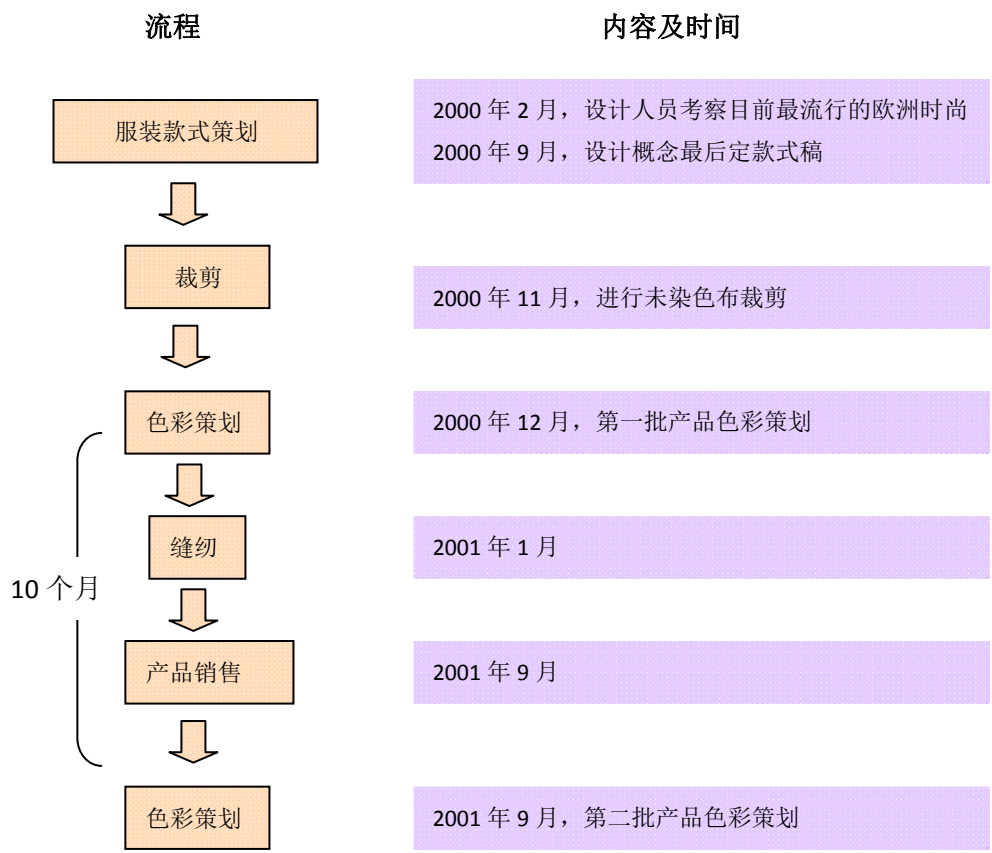 流程
内容及时间
服装款式策划
2000 年 2 月，设计人员考察目前最流行的欧洲时尚
2000 年 9 月，设计概念最后定款式稿
裁剪
2000 年 11 月，进行未染色布裁剪
色彩策划
2000 年 12 月，第一批产品色彩策划
缝纫
2001 年 1 月
10 个月
产品销售
2001 年 9 月
色彩策划
2001 年 9 月，第二批产品色彩策划